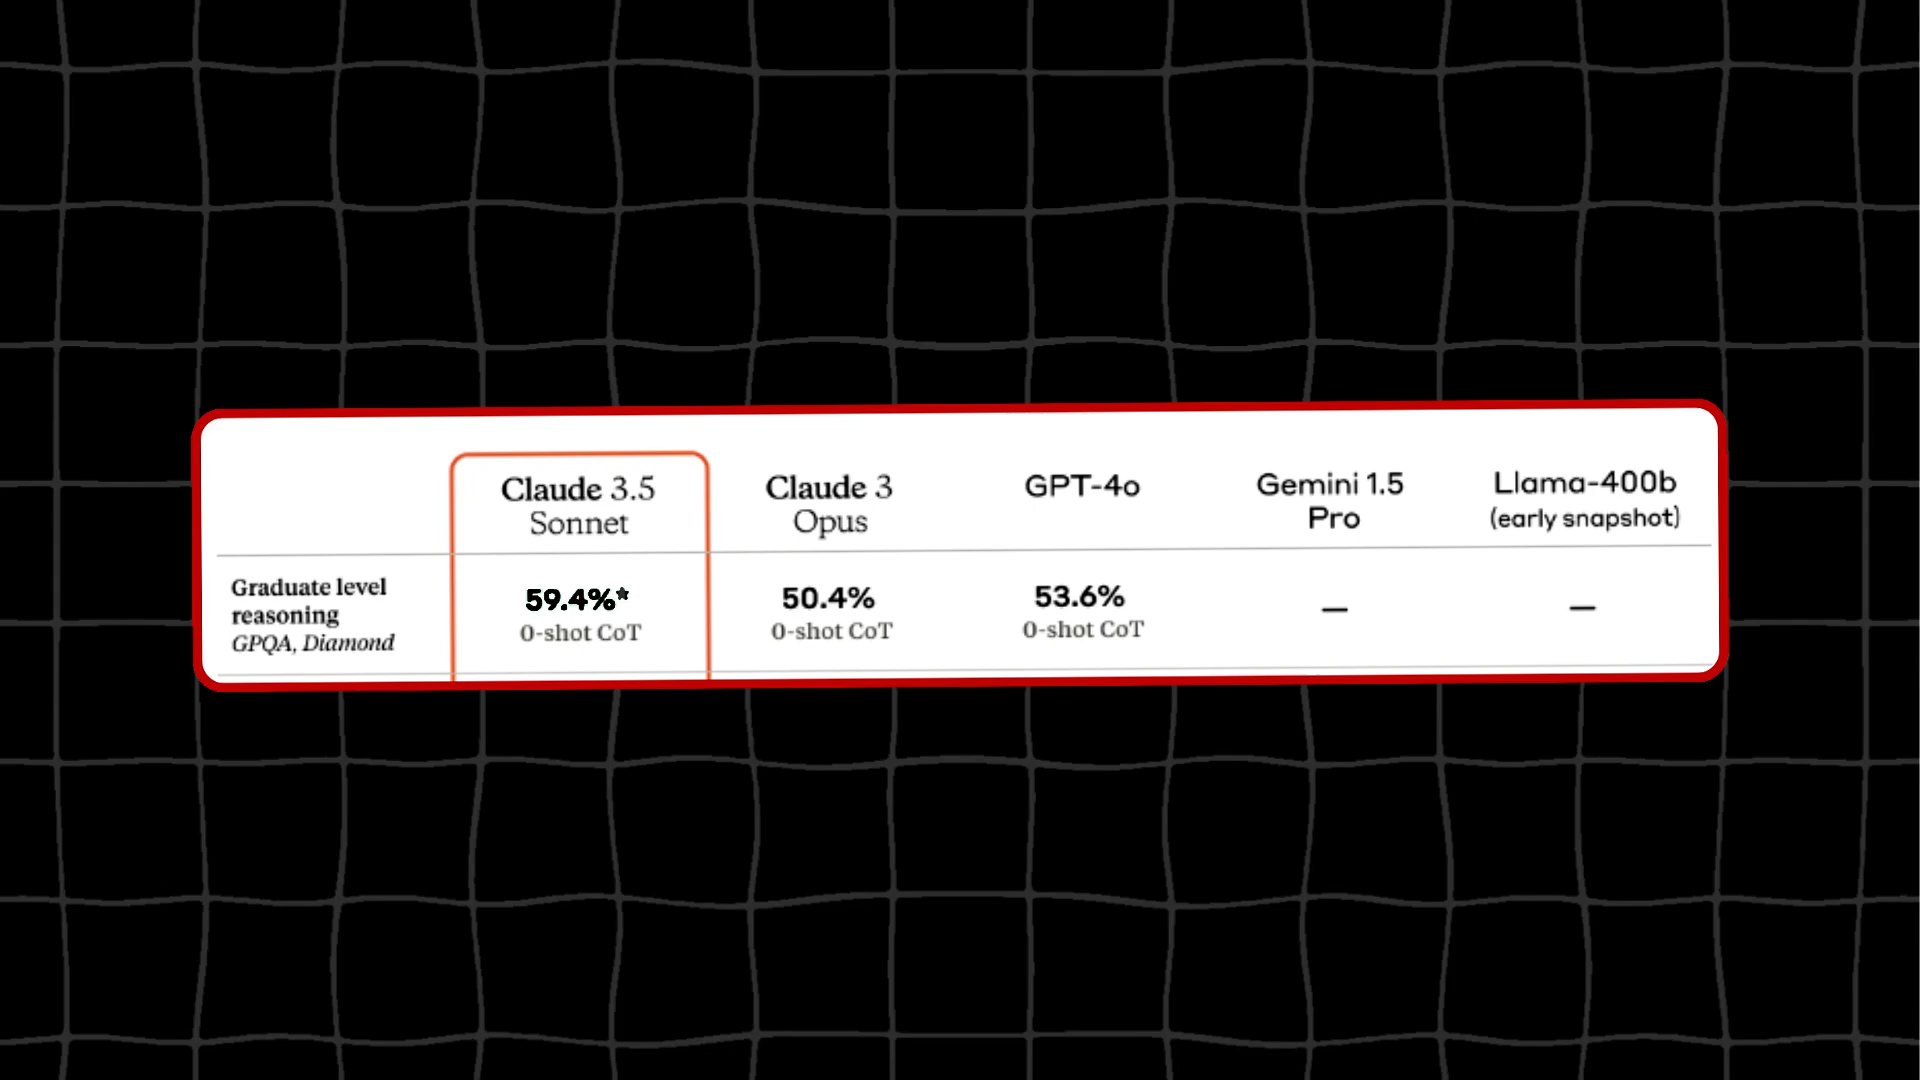 Claude 3.5
Sonnet
Claude 3
Opus
GPT-4o
Gemini 1.5
Pro
Llama-400b
(early snapshot)
Graduate level
reasoning
GPQA, Diamond
59.4%*
0-shot CoT
50.4%
0-shot CoT
53.6%
0-shot CoT
—
—